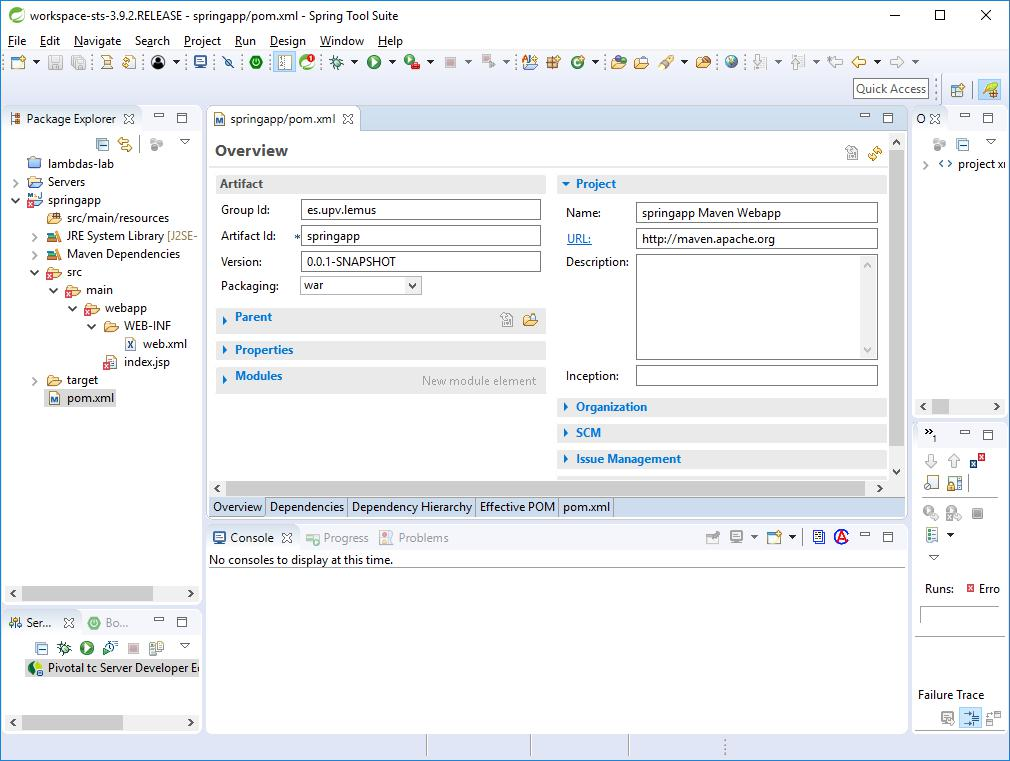 workspace-sts-3.9.2.RELEASE - springapp/pom.xml - Spring Tool Suite
File Edit Navigate Search Project Run Design Window Help
Quick Access
Package Explorer
lambdas-lab
Servers
springapp
src/main/resources
JRE System Library [J2SE-
Maven Dependencies
src
main
webapp
WEB-INF
web.xml
index.jsp
target
pom.xml
springapp/pom.xml
Overview
Artifact
Group Id: es.upv.lemus
Artifact Id: * springapp
Version: 0.0.1-SNAPSHOT
Packaging: war
Parent
Properties
Modules New module element
Project
Name: springapp Maven Webapp
URL: http://maven.apache.org
Description:
Inception:
Organization
SCM
Issue Management
Overview Dependencies Dependency Hierarchy Effective POM pom.xml
Console Progress Problems
No consoles to display at this time.
Ser... Bo...
Pivotal tc Server Developer E
O
project
1
Runs: Erro
Failure Trace